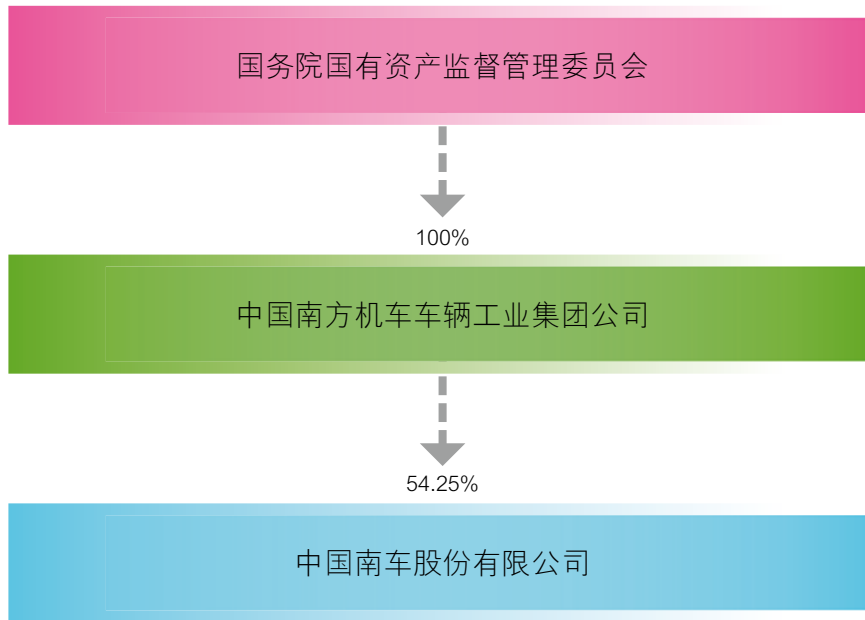 国务院国有资产监督管理委员会
100%
中国南方机车车辆工业集团公司
54.25%
中国南车股份有限公司